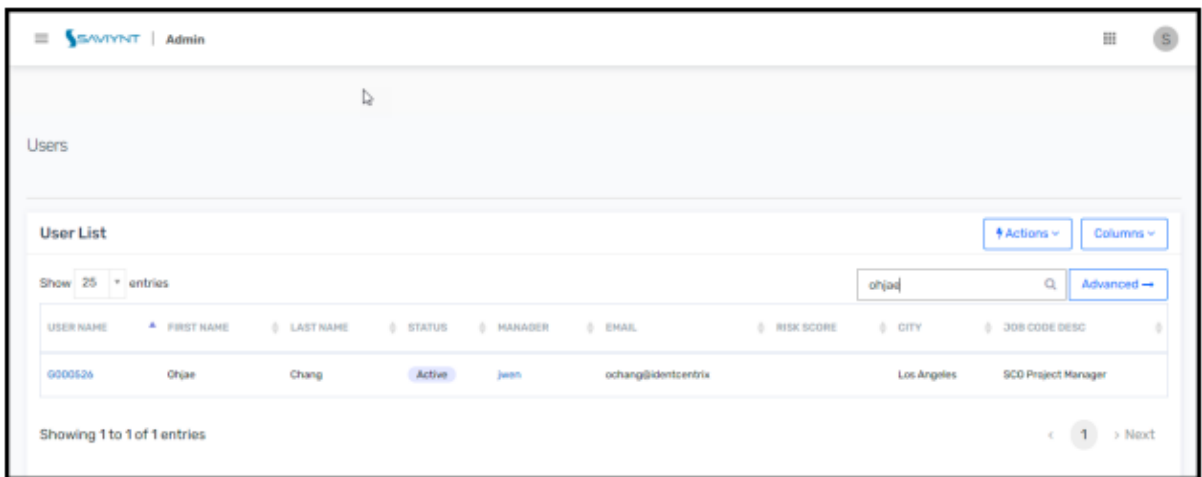 SAVIYNT | Admin
S
Users
User List
Actions
Columns
Show 25 entries
ohjae
Advanced →
USER NAME FIRST NAME LAST NAME STATUS MANAGER EMAIL RISK SCORE CITY JOB CODE DESC
G000526 Ohjae Chang Active jwen ochang@identcentrix Los Angeles SCO Project Manager
Showing 1 to 1 of 1 entries
‹ 1 › Next